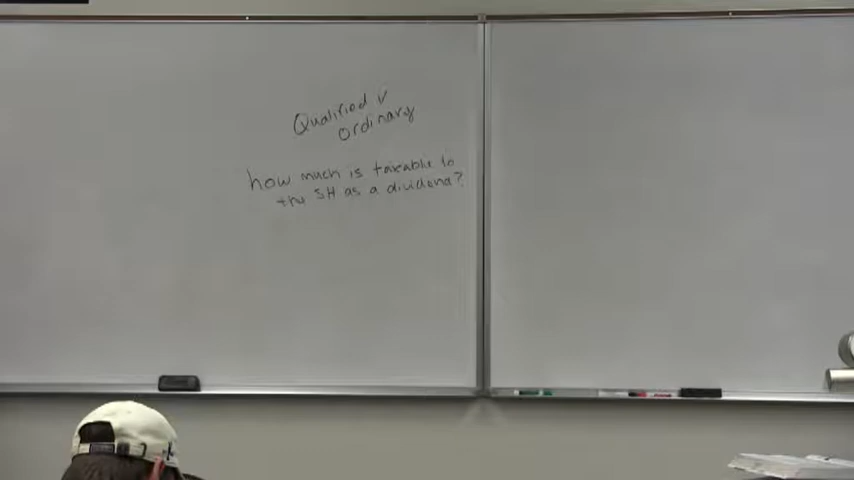 Qualified v
Ordinary
how much is taxable to
the SH as a dividend?